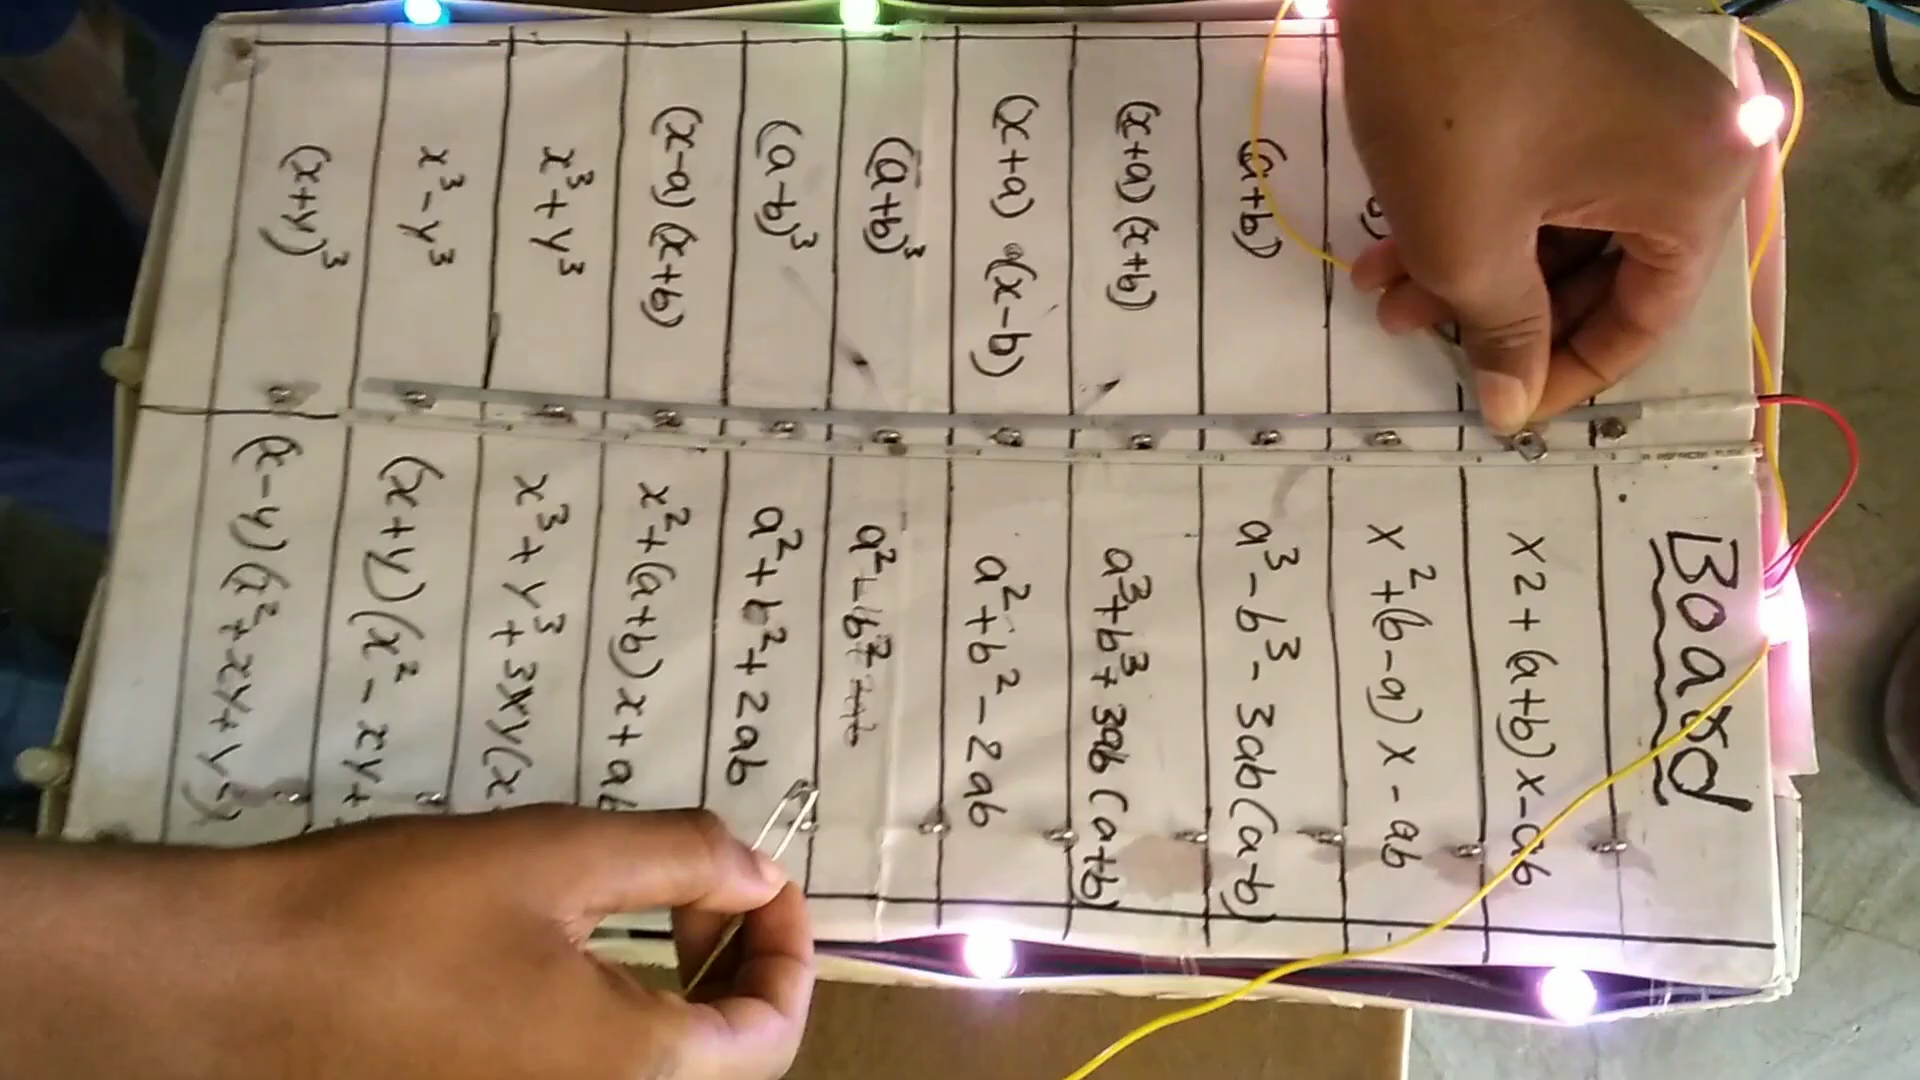 Board
x2+(a+b)x-ab
x²+(b-a)x-ab
(a+b) a³-b³-3ab(a-b)
(x+a)(x+b) a³+b³+3ab(a+b)
(x+a)(x-b) a²+b²-2ab
(a+b)³ a²-b²
(a-b)³ a²+b²+2ab
(x-a)(x+b) x²+(a+b)x+ab
x³+y³ x³+y³+3xy(x
x³-y³ (x+y)(x²-xy+
(x+y)³ (x-y)(x²+xy+y²)